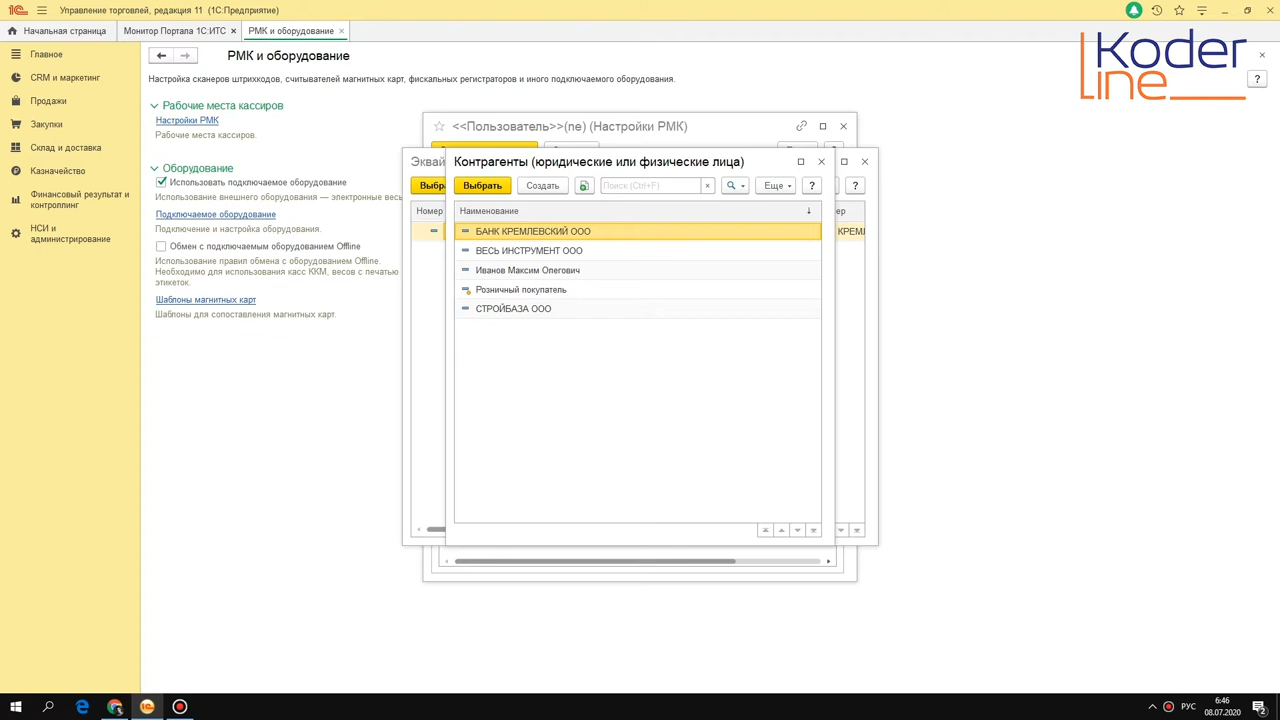 Управление торговлей, редакция 11 (1С:Предприятие)
Начальная страница
Монитор Портала 1С:ИТС ×
РМК и оборудование ×
Главное
CRM и маркетинг
Продажи
Закупки
Склад и доставка
Казначейство
Финансовый результат и
контроллинг
НСИ и
администрирование
РМК и оборудование
Настройка сканеров штрихкодов, считывателей магнитных карт, фискальных регистраторов и иного подключаемого оборудования.
?
Koder
line
Рабочие места кассиров
Настройки РМК
Рабочие места кассиров.
Оборудование
Использовать подключаемое оборудование
Использование внешнего оборудования — электронные весы
Подключаемое оборудование
Подключение и настройка оборудования.
Обмен с подключаемым оборудованием Offline
Использование правил обмена с оборудованием Offline.
Необходимо для использования касс ККМ, весов с печатью
этикеток.
Шаблоны магнитных карт
Шаблоны для сопоставления магнитных карт.
<<Пользователь>>(ne) (Настройки РМК)
Эквай
Выбра
Номер
ер
КРЕМЛ
?
Контрагенты (юридические или физические лица)
Выбрать
Создать
Поиск (Ctrl+F)
×
Еще
?
Наименование
БАНК КРЕМЛЕВСКИЙ ООО
ВЕСЬ ИНСТРУМЕНТ ООО
Иванов Максим Олегович
Розничный покупатель
СТРОЙБАЗА ООО
РУС
6:46
08.07.2020
2